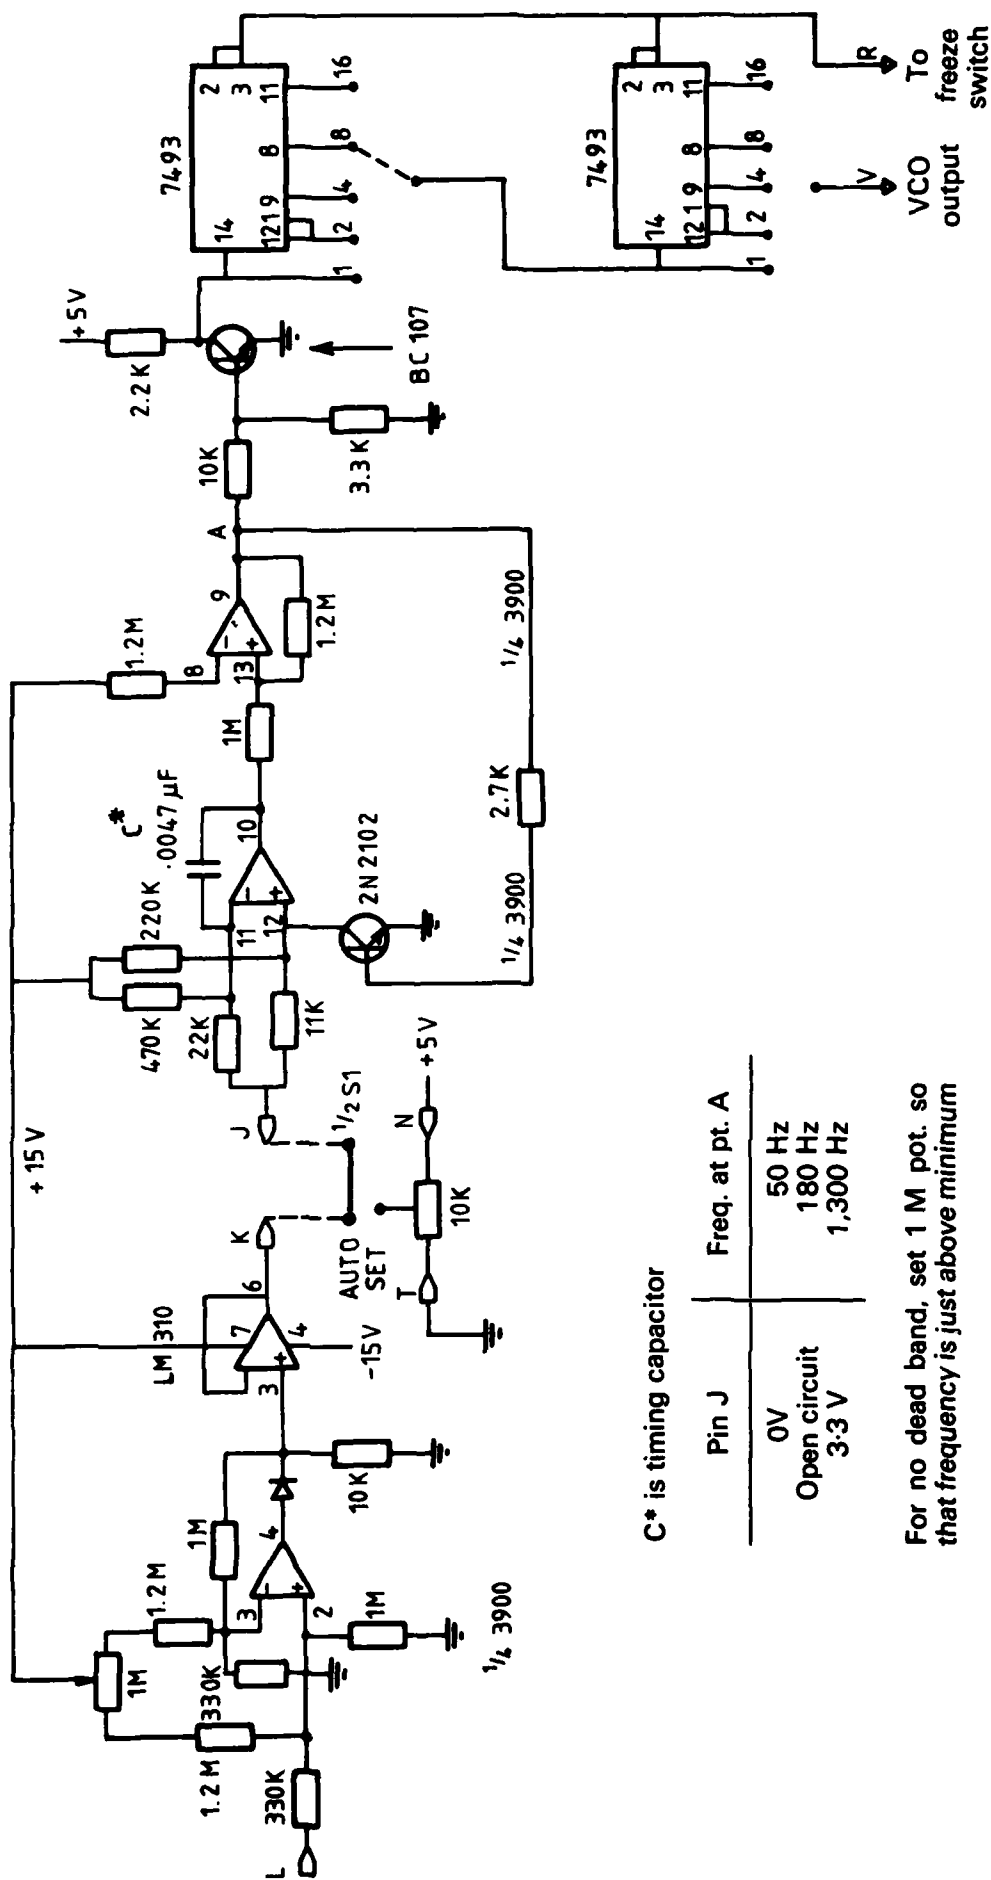 L
330K
1.2 M
330K
1M
1.2 M
1M
1M
1/4 3900
3
2
4
10K
+15V
LM 310
3
7
6
4
-15V
K
J
AUTO
SET
1/2 S1
T
10K
N
+5V
470K
220K
22K
11K
C*
.0047 µF
11
12
10
2N 2102
1/4 3900
2.7K
1/4 3900
1M
1.2M
8
13
9
1.2M
A
10K
3.3K
2.2K
+5V
BC 107
7493
14
12
1
9
8
11
2
3
1
2
4
8
16
7493
14
12
1
9
8
11
2
3
1
2
4
8
16
V
VCO
output
R
To
freeze
switch
C* is timing capacitor
Pin J
Freq. at pt. A
0V
50 Hz
Open circuit
180 Hz
3·3 V
1,300 Hz
For no dead band, set 1 M pot. so
that frequency is just above minimum